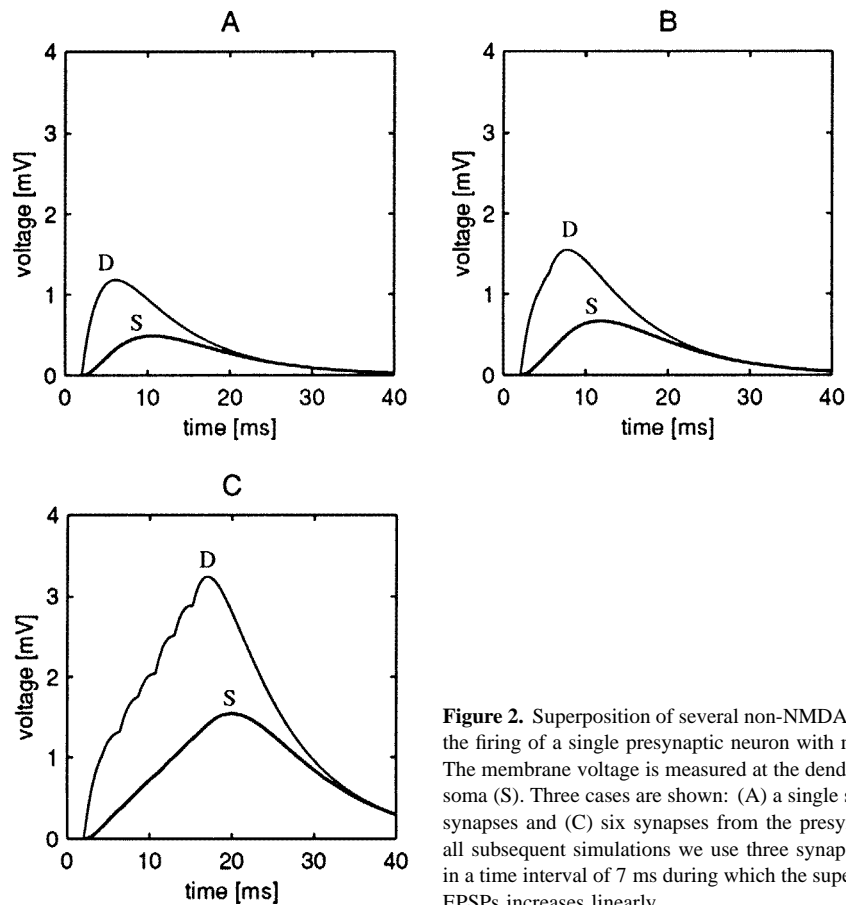 A
4
3
2
1
0
voltage [mV]
D
S
0 10 20 30 40
time [ms]
B
4
3
2
1
0
voltage [mV]
D
S
0 10 20 30 40
time [ms]
C
4
3
2
1
0
voltage [mV]
D
S
0 10 20 30 40
time [ms]
Figure 2. Superposition of several non-NMDA
the firing of a single presynaptic neuron with
The membrane voltage is measured at the
soma (S). Three cases are shown: (A) a single
synapses and (C) six synapses from the
all subsequent simulations we use three
in a time interval of 7 ms during which the
EPSPs increases linearly